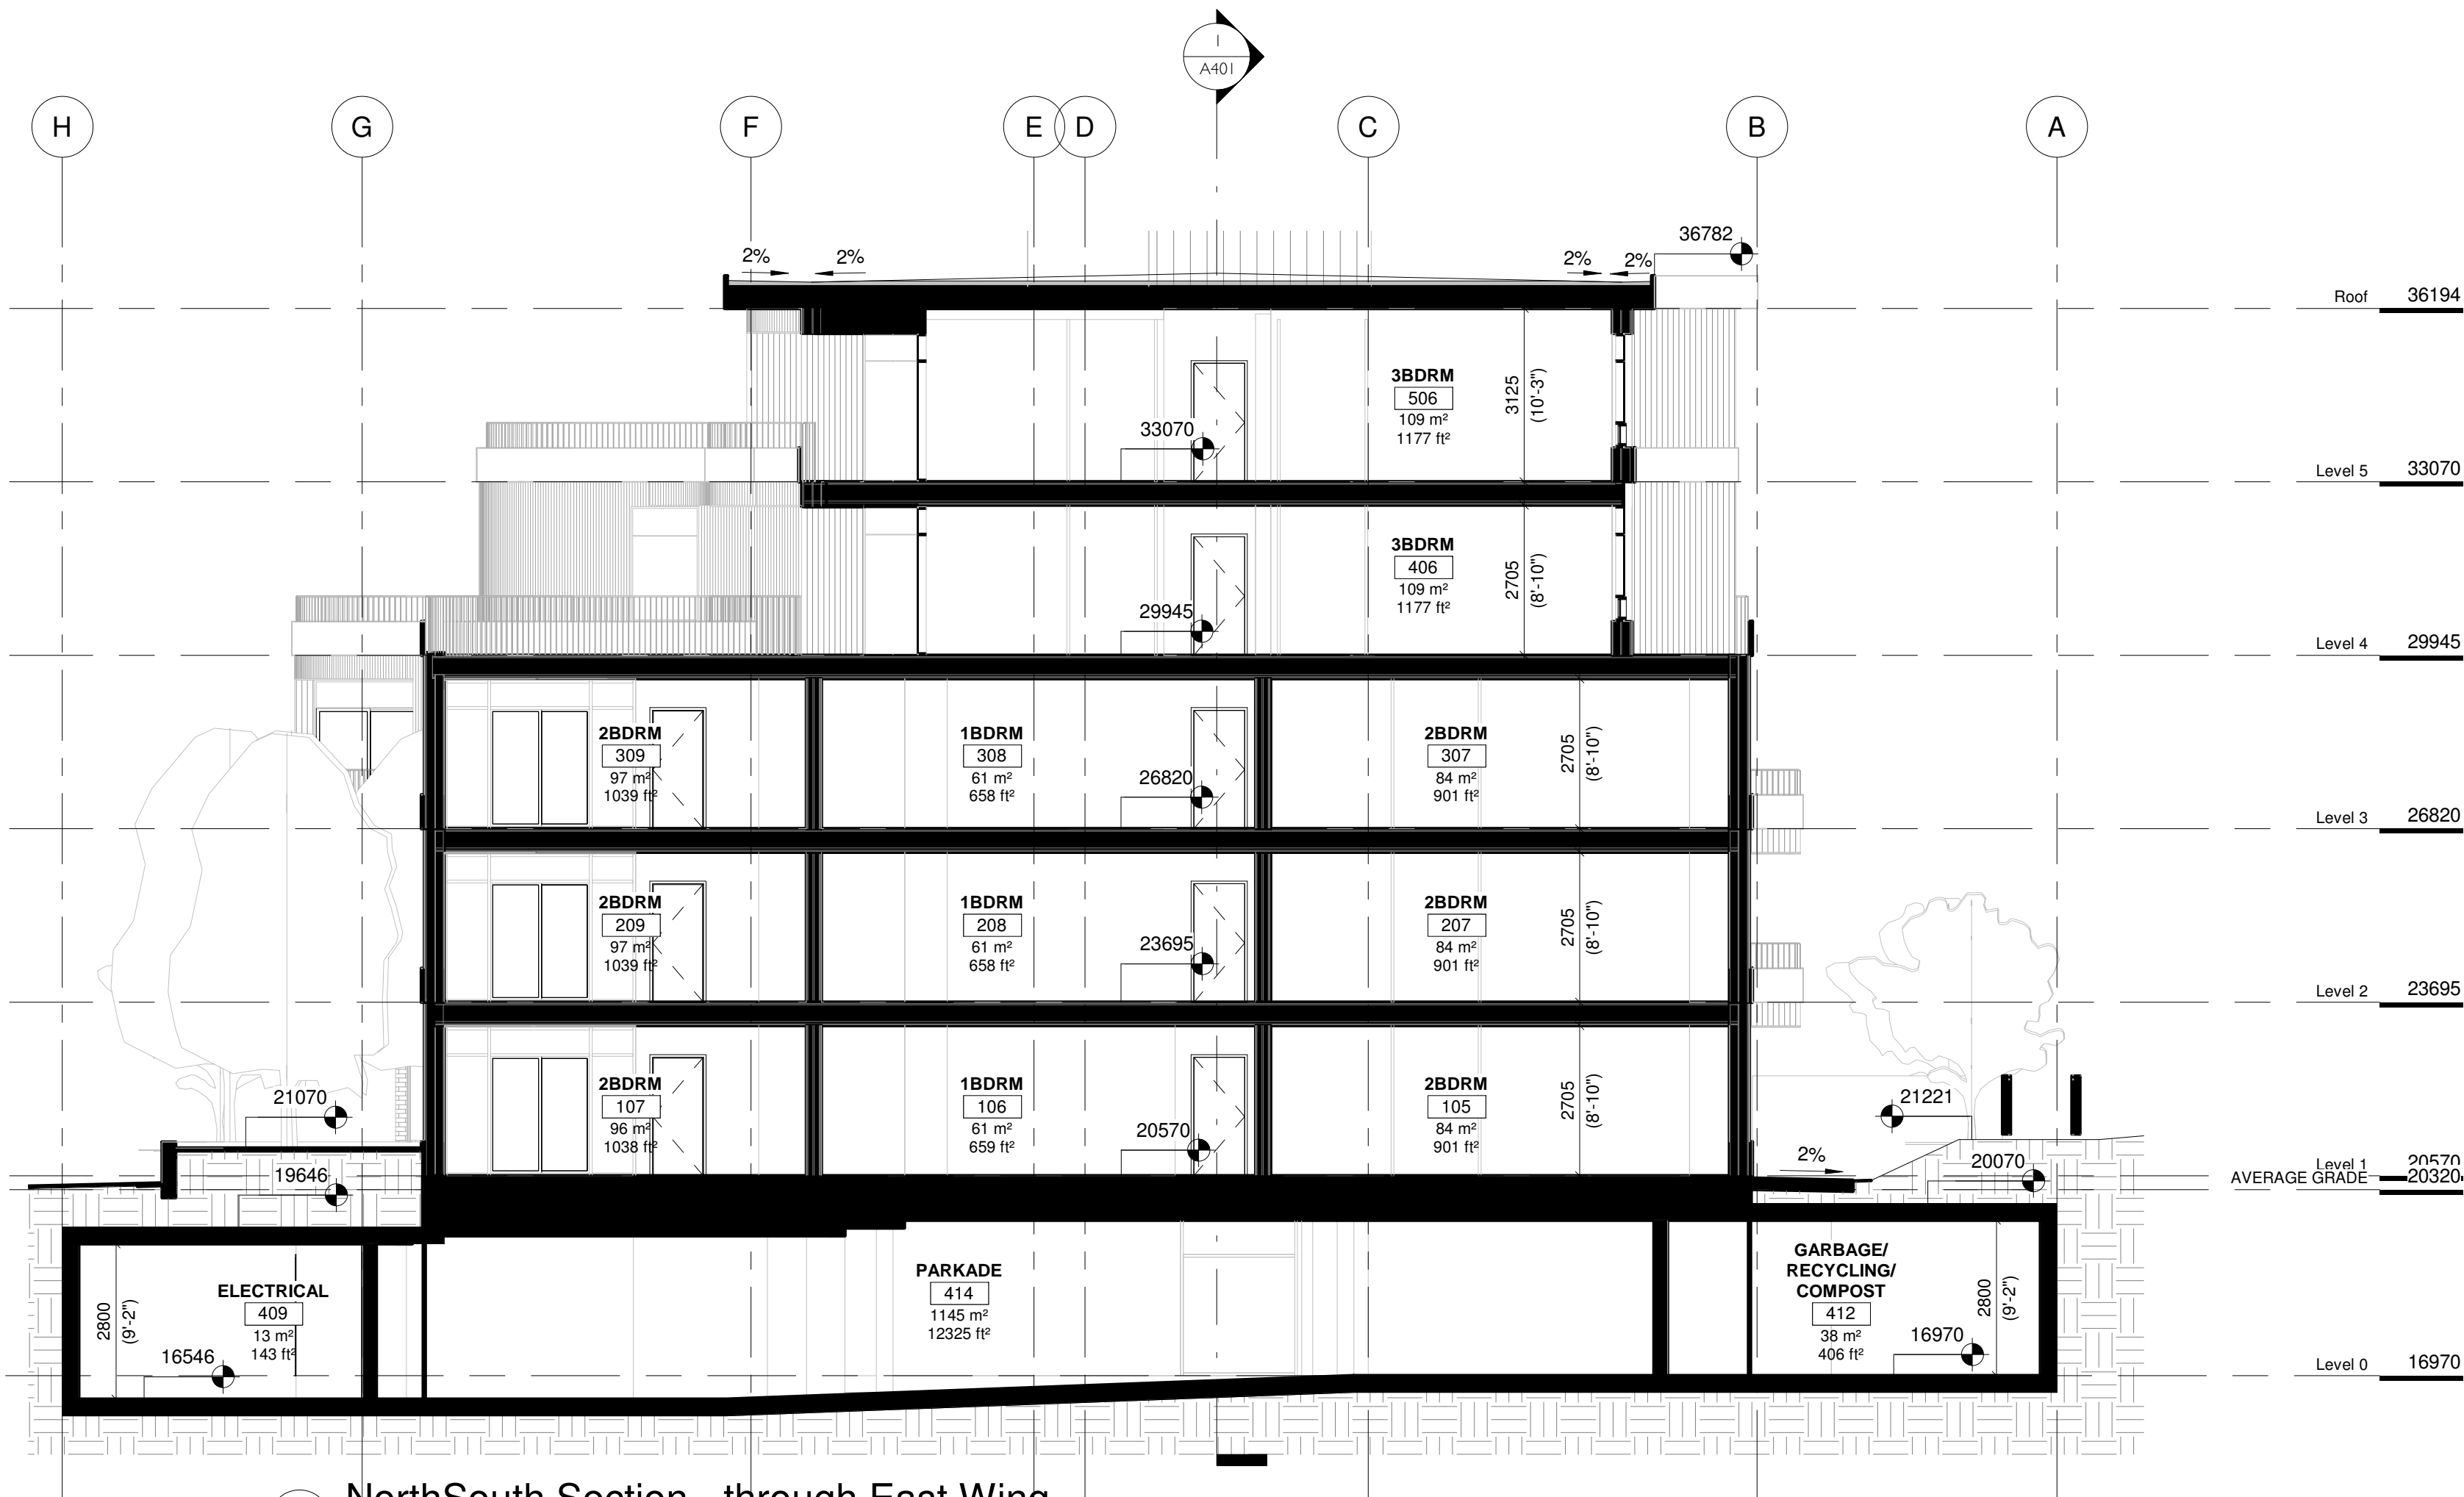 I
A401
H
G
F
E
D
C
B
A
36782
2%
2%
2%
2%
Roof 36194
3BDRM
506
109 m²
1177 ft²
3125
(10'-3")
33070
Level 5 33070
3BDRM
406
109 m²
1177 ft²
2705
(8'-10")
29945
Level 4 29945
2BDRM
309
97 m²
1039 ft²
1BDRM
308
61 m²
658 ft²
26820
2BDRM
307
84 m²
901 ft²
2705
(8'-10")
Level 3 26820
2BDRM
209
97 m²
1039 ft²
1BDRM
208
61 m²
658 ft²
23695
2BDRM
207
84 m²
901 ft²
2705
(8'-10")
Level 2 23695
21070
2BDRM
107
96 m²
1038 ft²
1BDRM
106
61 m²
659 ft²
20570
2BDRM
105
84 m²
901 ft²
2705
(8'-10")
21221
2%
20070
19646
Level 1 20570
AVERAGE GRADE 20320
2800
(9'-2")
ELECTRICAL
409
13 m²
143 ft²
16546
PARKADE
414
1145 m²
12325 ft²
GARBAGE/
RECYCLING/
COMPOST
412
38 m²
406 ft²
2800
(9'-2")
16970
Level 0 16970
NorthSouth Section - through East Wing